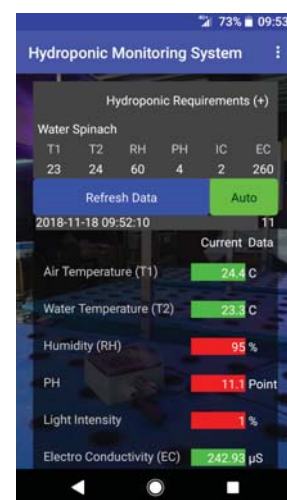 4G 73% 09:53
Hydroponic Monitoring System
Hydroponic Requirements (+)
Water Spinach
T1 T2 RH PH IC EC
23 24 60 4 2 260
Refresh Data Auto
2018-11-18 09:52:10 11
Current Data
Air Temperature (T1) 24.4 C
Water Temperature (T2) 23.3 C
Humidity (RH) 95 %
PH 11.1 Point
Light Intensity 1 %
Electro Conductivity (EC) 242.93 µS